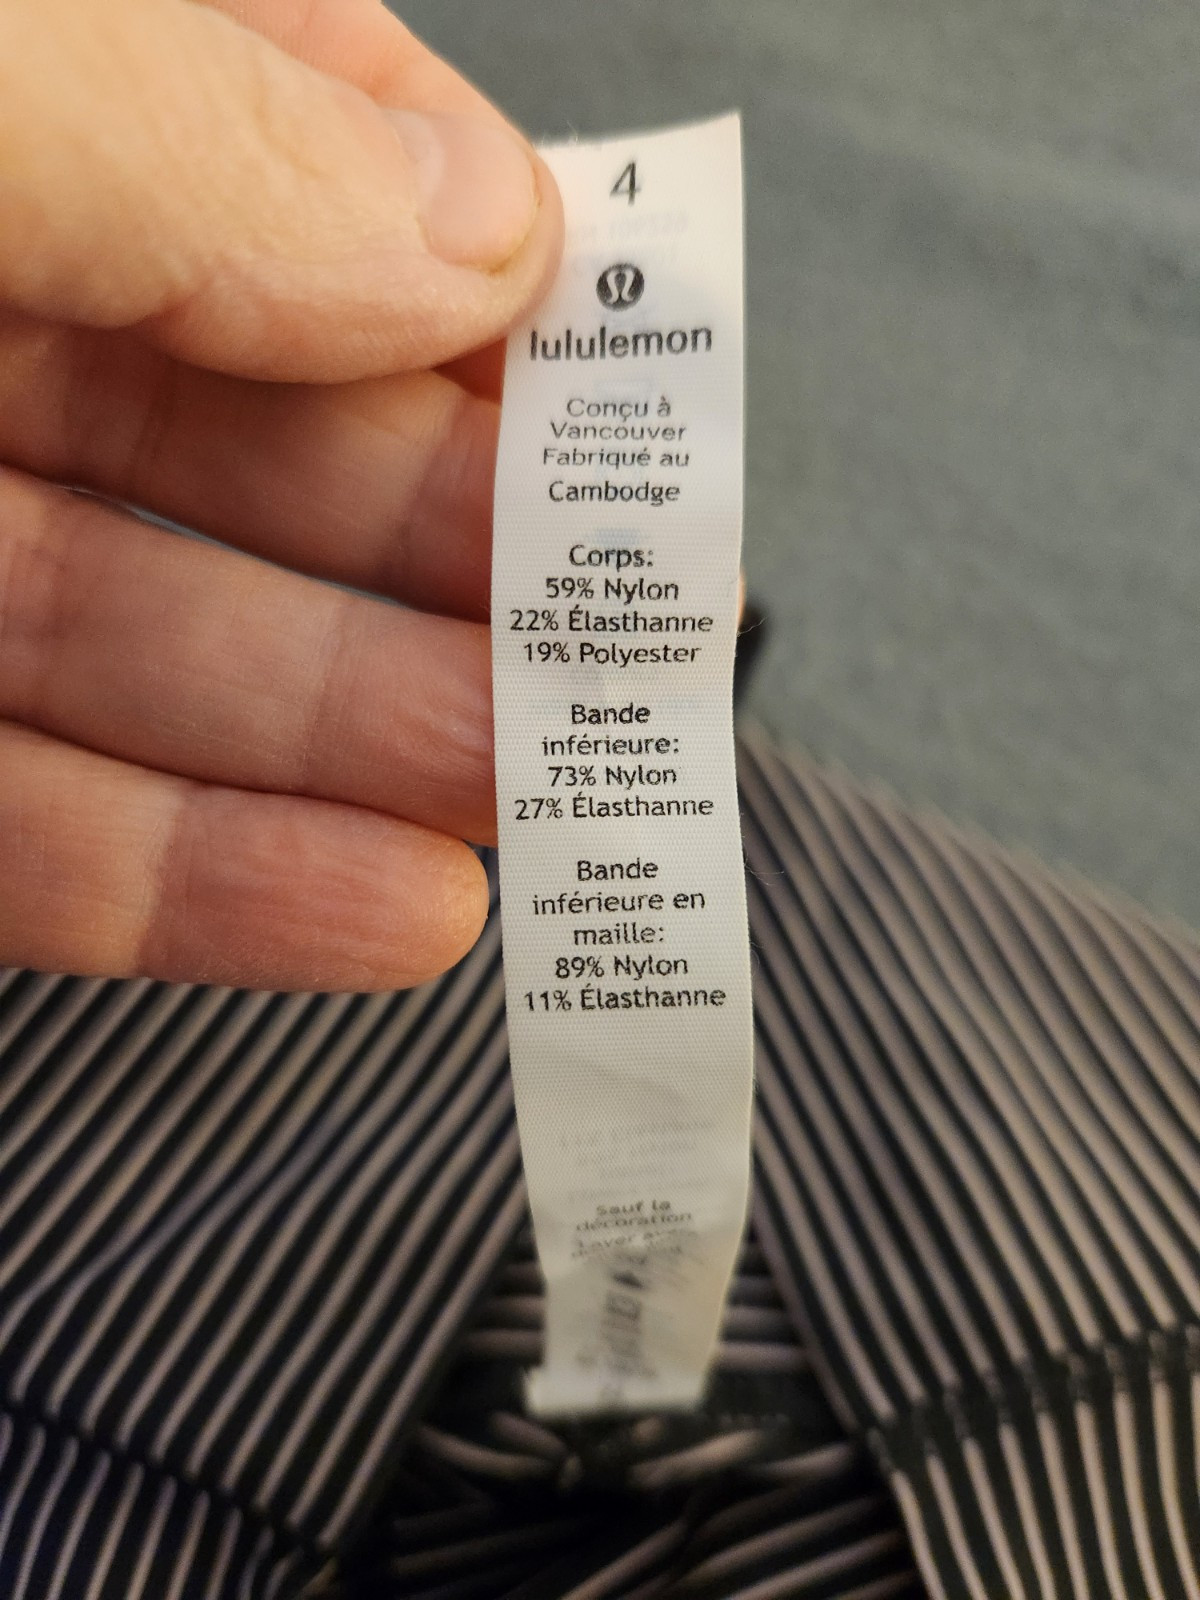 4
lululemon
Conçu à
Vancouver
Fabriqué au
Cambodge
Corps:
59% Nylon
22% Élasthanne
19% Polyester
Bande
inférieure:
73% Nylon
27% Élasthanne
Bande
inférieure en
maille:
89% Nylon
11% Élasthanne
Sauf la
décoration